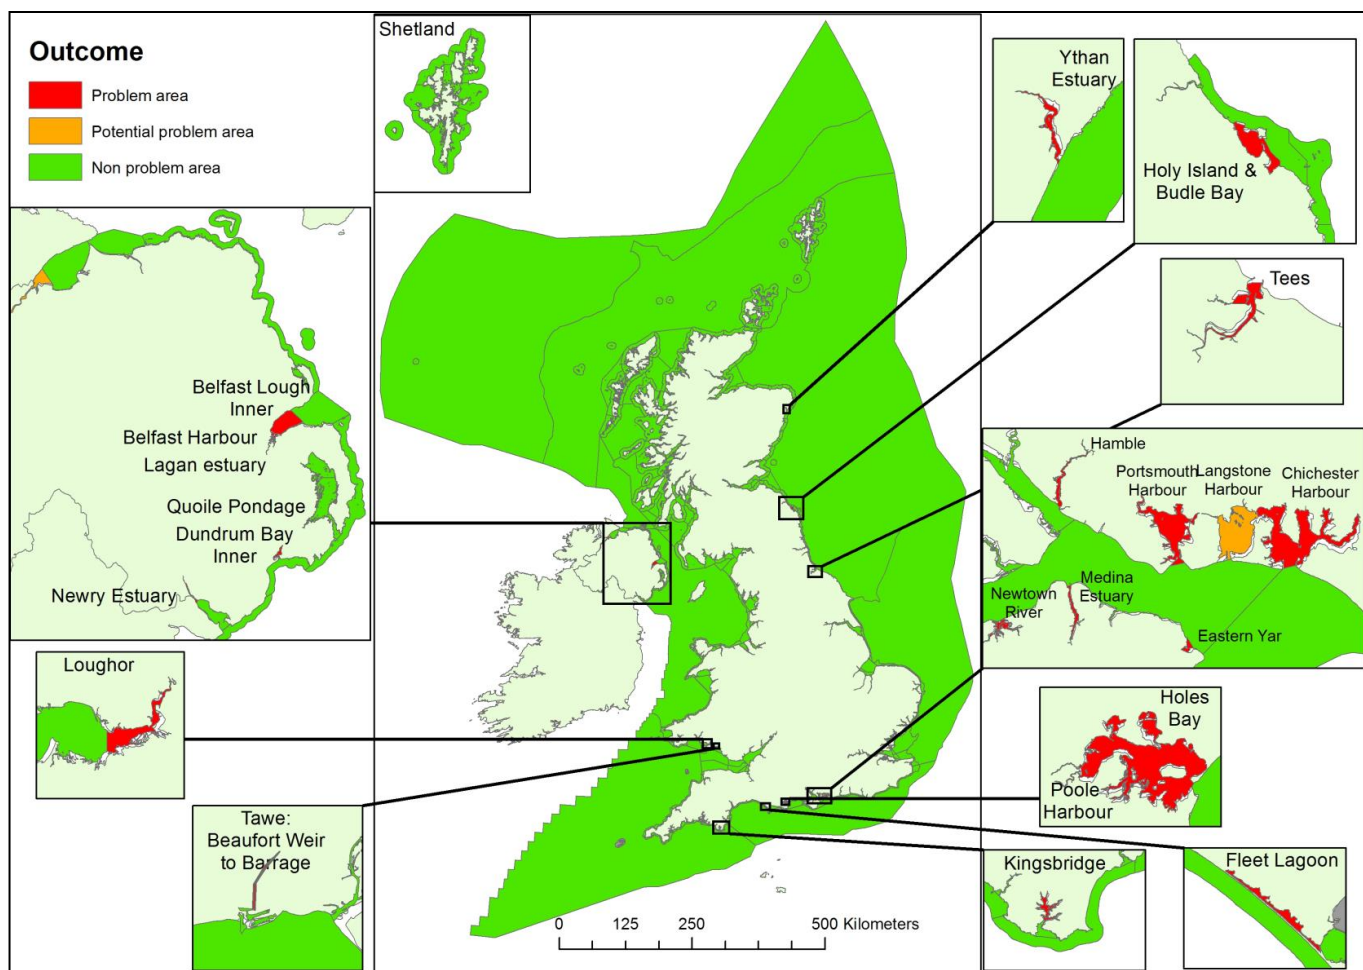 Outcome
Problem area
Potential problem area
Non problem area
Shetland
Ythan
Estuary
Holy Island &
Budle Bay
Tees
Belfast Lough
Inner
Belfast Harbour
Lagan estuary
Quoile Pondage
Dundrum Bay
Inner
Newry Estuary
Hamble
Portsmouth
Harbour
Langstone
Harbour
Chichester
Harbour
Newtown
River
Medina
Estuary
Eastern Yar
Loughor
Holes
Bay
Poole
Harbour
Tawe:
Beaufort Weir
to Barrage
Kingsbridge
Fleet Lagoon
0 125 250 500 Kilometers